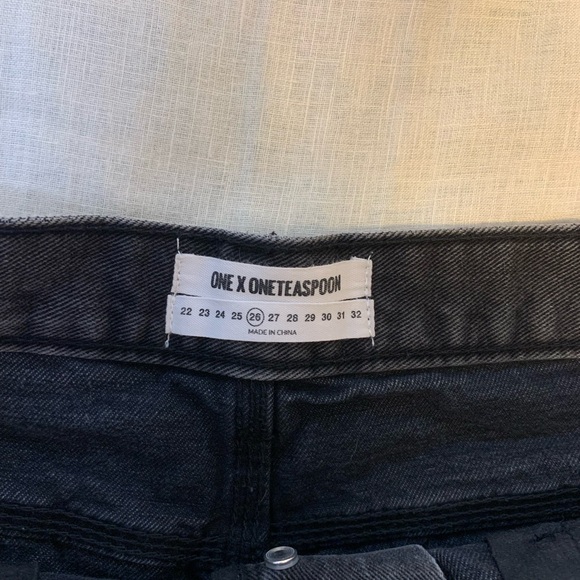 ONE X ONETEASPOON
22 23 24 25 26 27 28 29 30 31 32
MADE IN CHINA